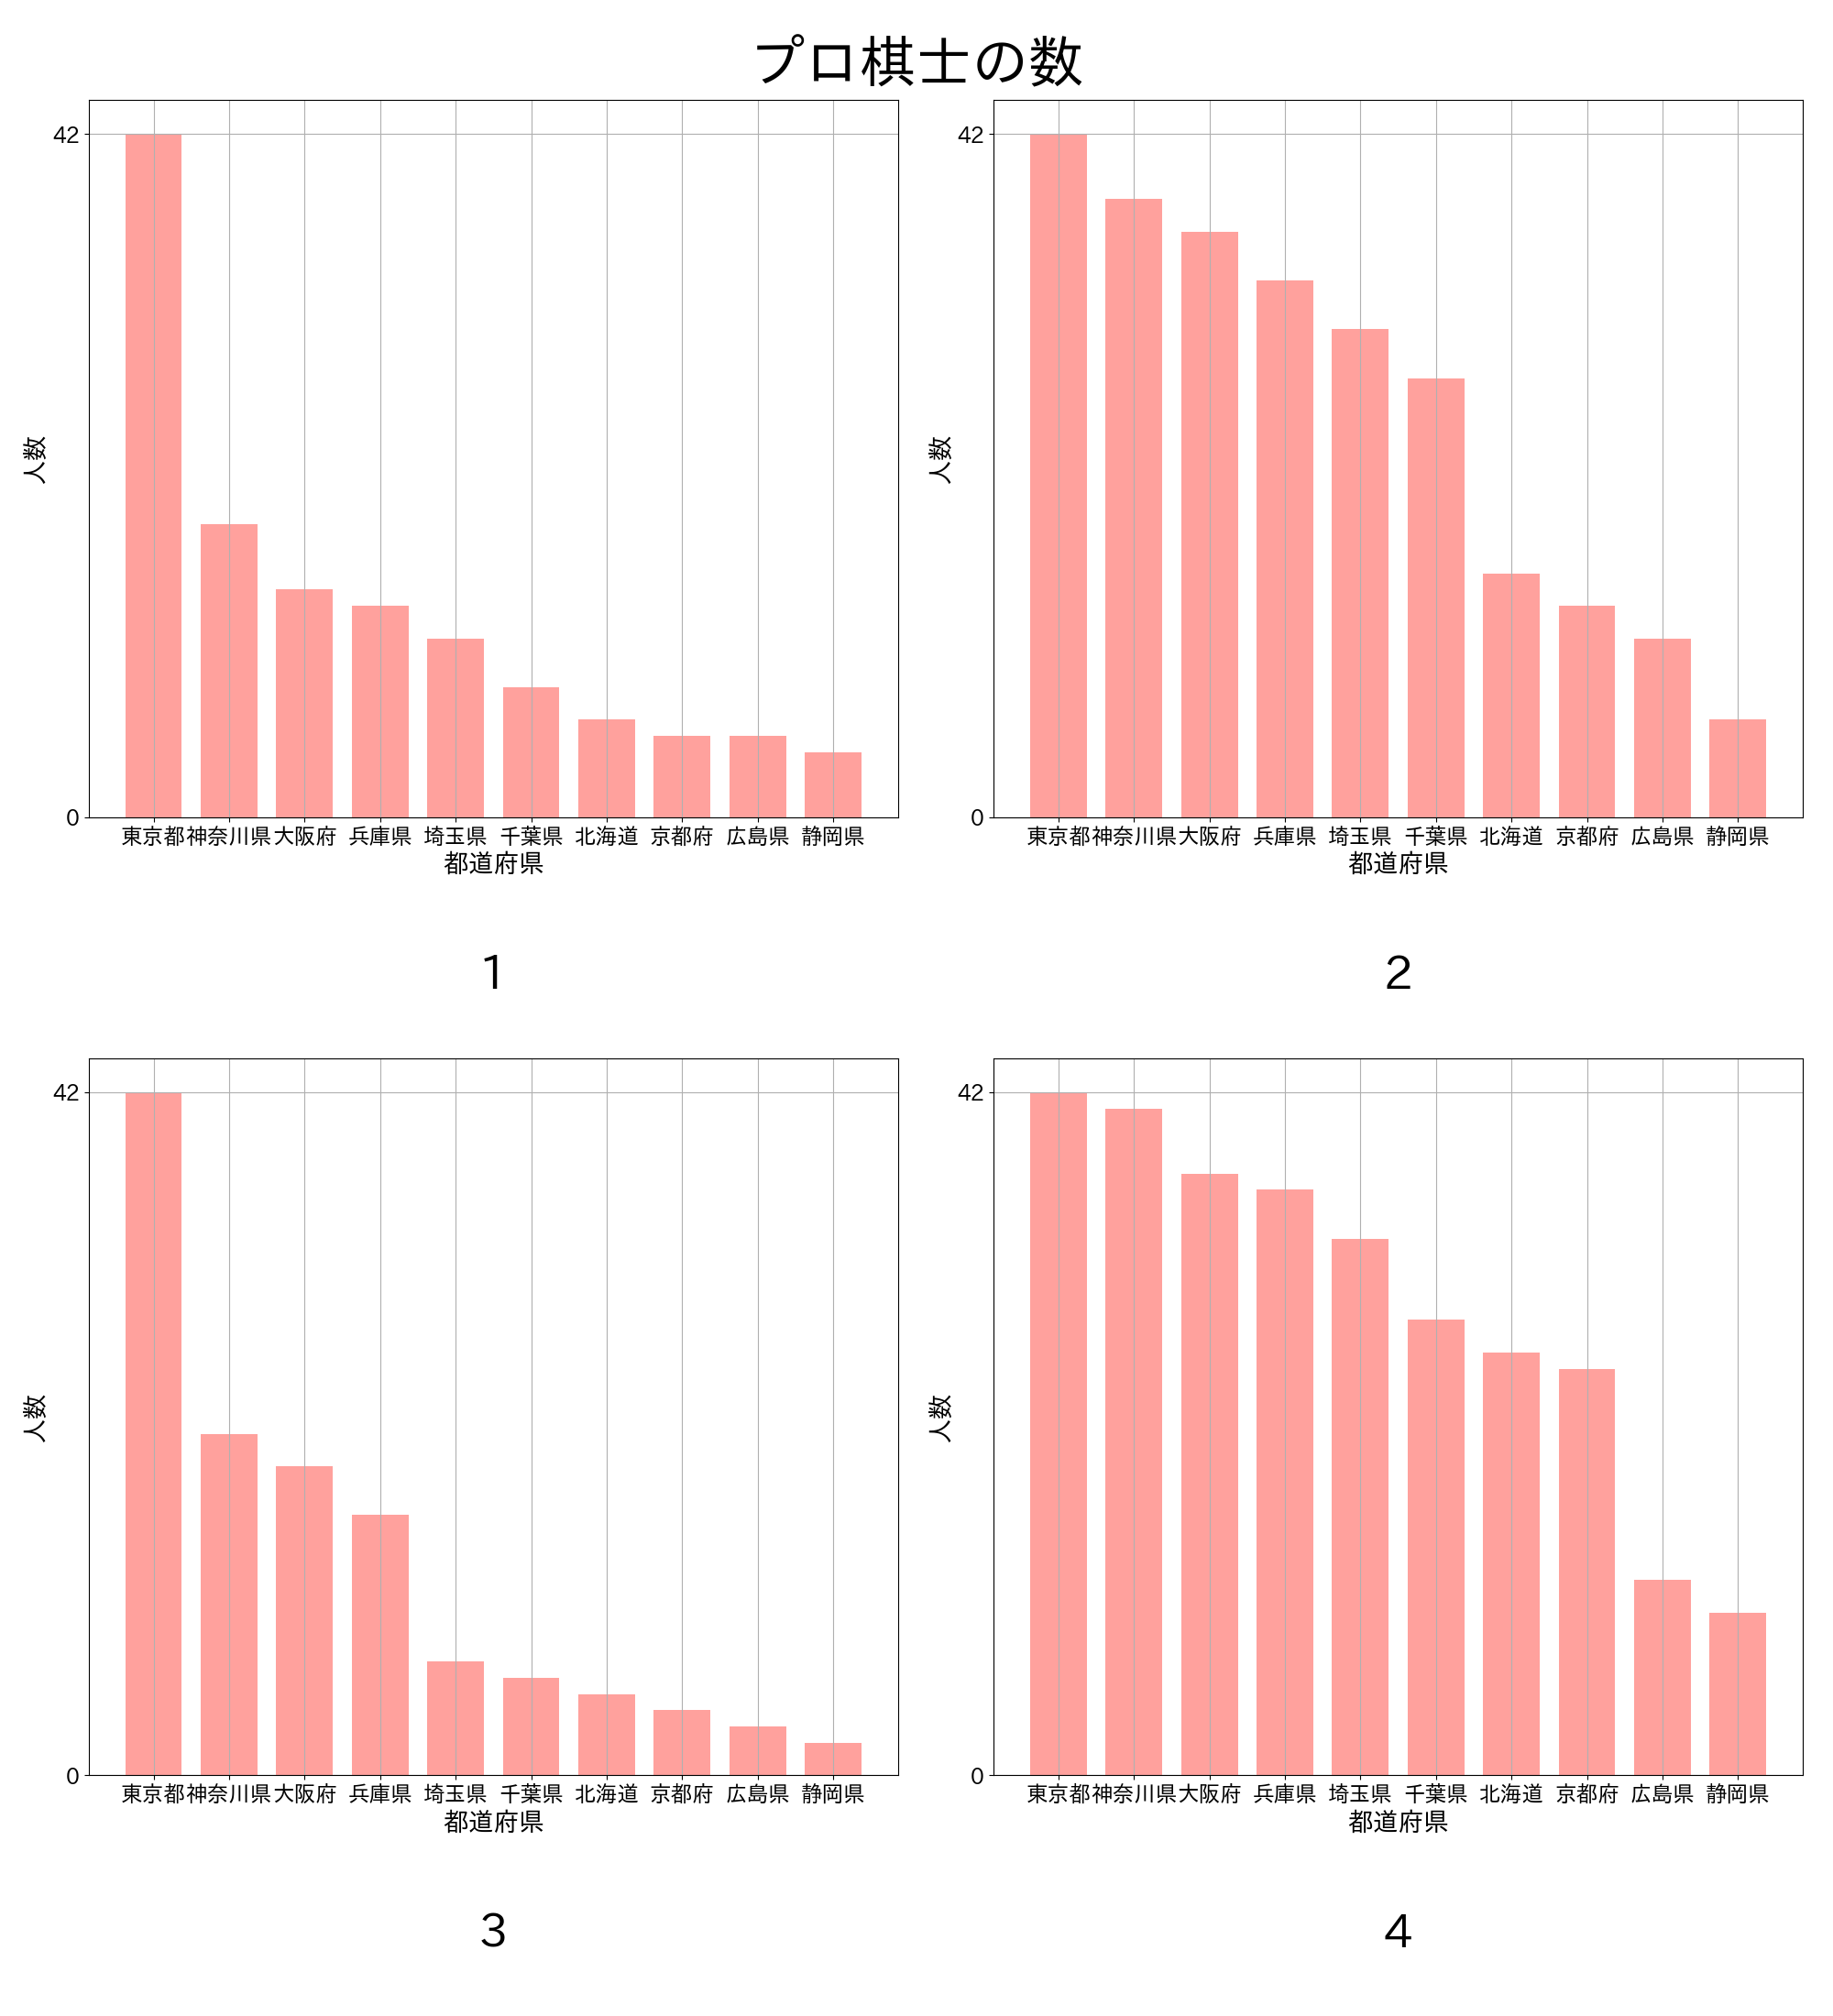 プロ棋士の数
42
人数
0
東京都 神奈川県 大阪府 兵庫県 埼玉県 千葉県 北海道 京都府 広島県 静岡県
都道府県
1
42
人数
0
東京都 神奈川県 大阪府 兵庫県 埼玉県 千葉県 北海道 京都府 広島県 静岡県
都道府県
2
42
人数
0
東京都 神奈川県 大阪府 兵庫県 埼玉県 千葉県 北海道 京都府 広島県 静岡県
都道府県
3
42
人数
0
東京都 神奈川県 大阪府 兵庫県 埼玉県 千葉県 北海道 京都府 広島県 静岡県
都道府県
4